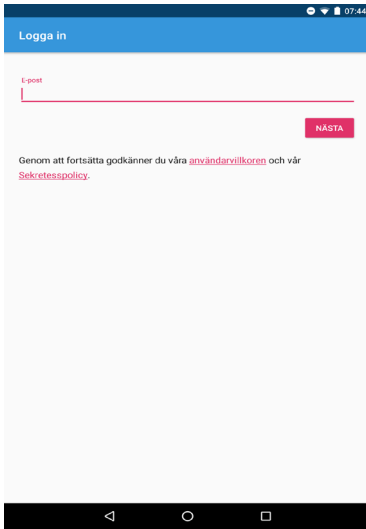 07:44
Logga in
E-post
NÄSTA
Genom att fortsätta godkänner du våra användarvillkoren och vår
Sekretesspolicy.